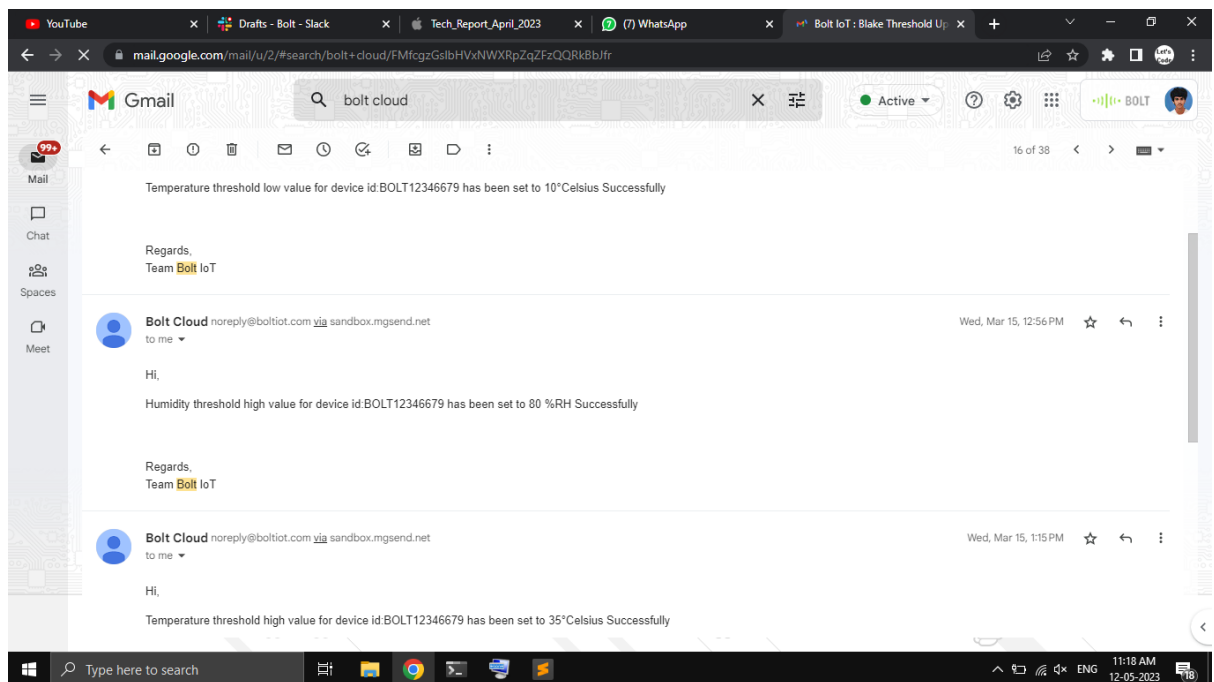 YouTube
Drafts - Bolt - Slack
Tech_Report_April_2023
(7) WhatsApp
Bolt IoT : Blake Threshold Up
mail.google.com/mail/u/2/#search/bolt+cloud/FMfcgzGslbHVxNWXRpZqZFzQQRkBbJfr
Let's
Code
Gmail
bolt cloud
Active
BOLT
99+
Mail
16 of 38
Temperature threshold low value for device id:BOLT12346679 has been set to 10°Celsius Successfully
Chat
Regards,
Team Bolt IoT
Spaces
Bolt Cloud noreply@boltiot.com via sandbox.mgsend.net
Wed, Mar 15, 12:56 PM
to me
Meet
Hi,
Humidity threshold high value for device id:BOLT12346679 has been set to 80 %RH Successfully
Regards,
Team Bolt IoT
Bolt Cloud noreply@boltiot.com via sandbox.mgsend.net
Wed, Mar 15, 1:15 PM
to me
Hi,
Temperature threshold high value for device id:BOLT12346679 has been set to 35°Celsius Successfully
Type here to search
ENG
11:18 AM
12-05-2023
18